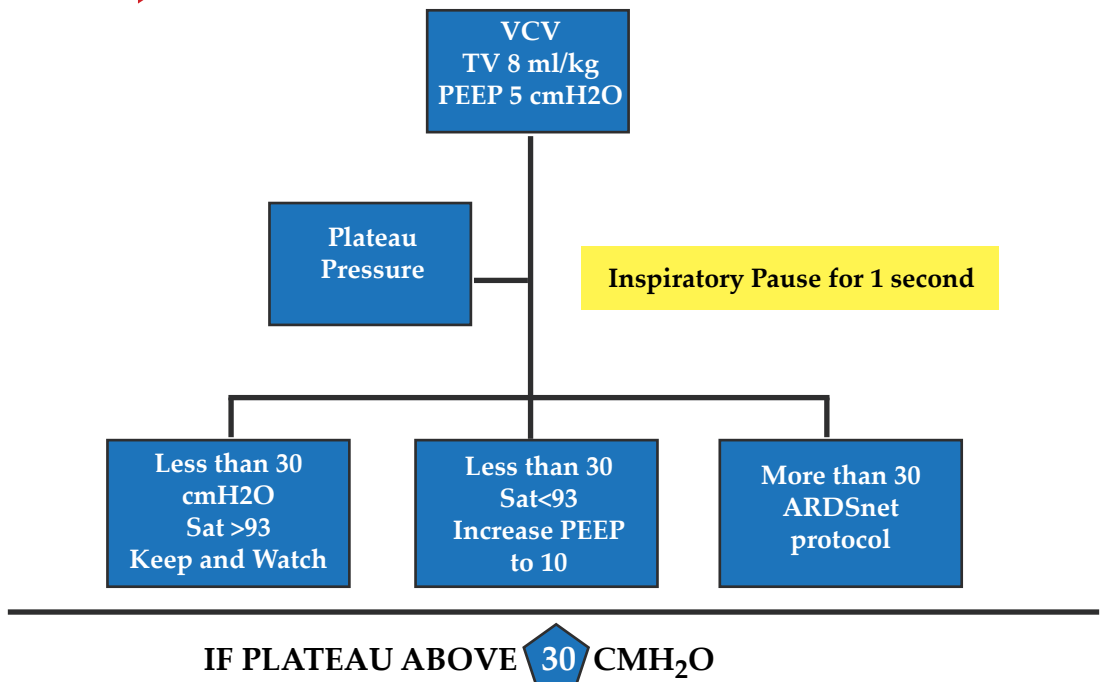 VCV
TV 8 ml/kg
PEEP 5 cmH2O
Plateau
Pressure
Inspiratory Pause for 1 second
Less than 30
cmH2O
Sat >93
Keep and Watch
Less than 30
Sat<93
Increase PEEP
to 10
More than 30
ARDSnet
protocol
IF PLATEAU ABOVE 30 CMH₂O